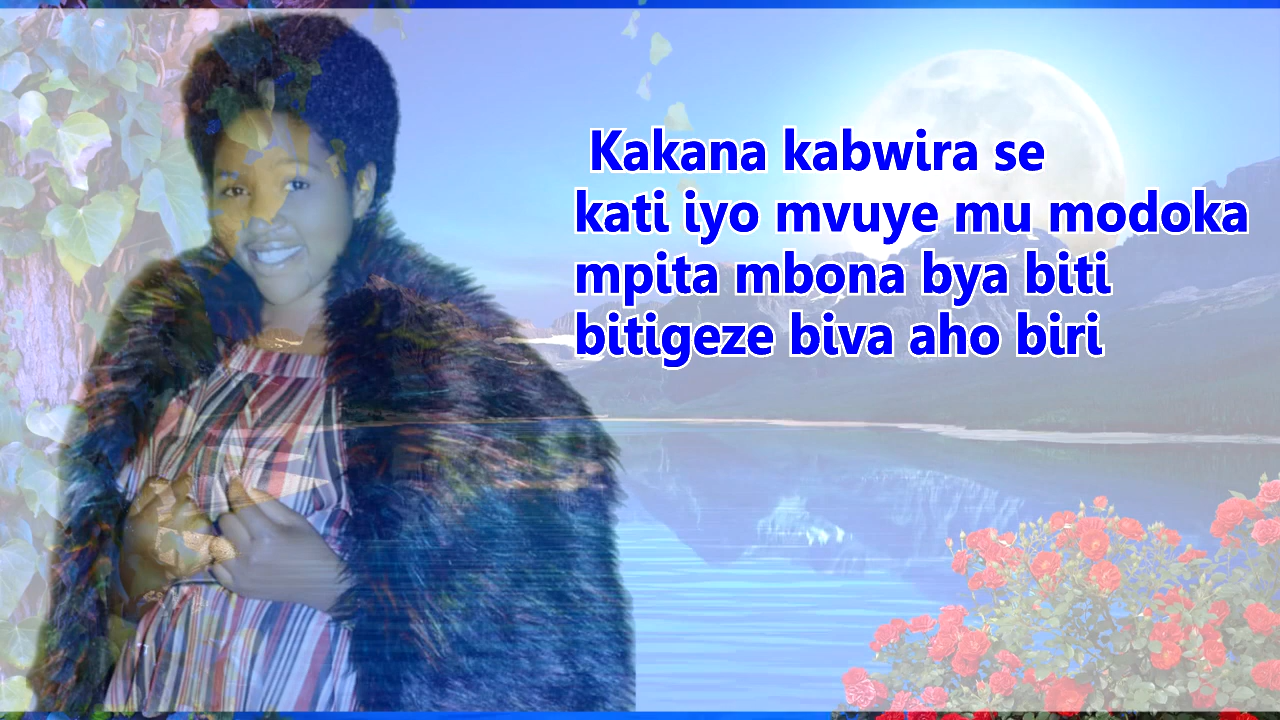 Kakana kabwira se
kati iyo mvuye mu modoka
mpita mbona bya biti
bitigeze biva aho biri